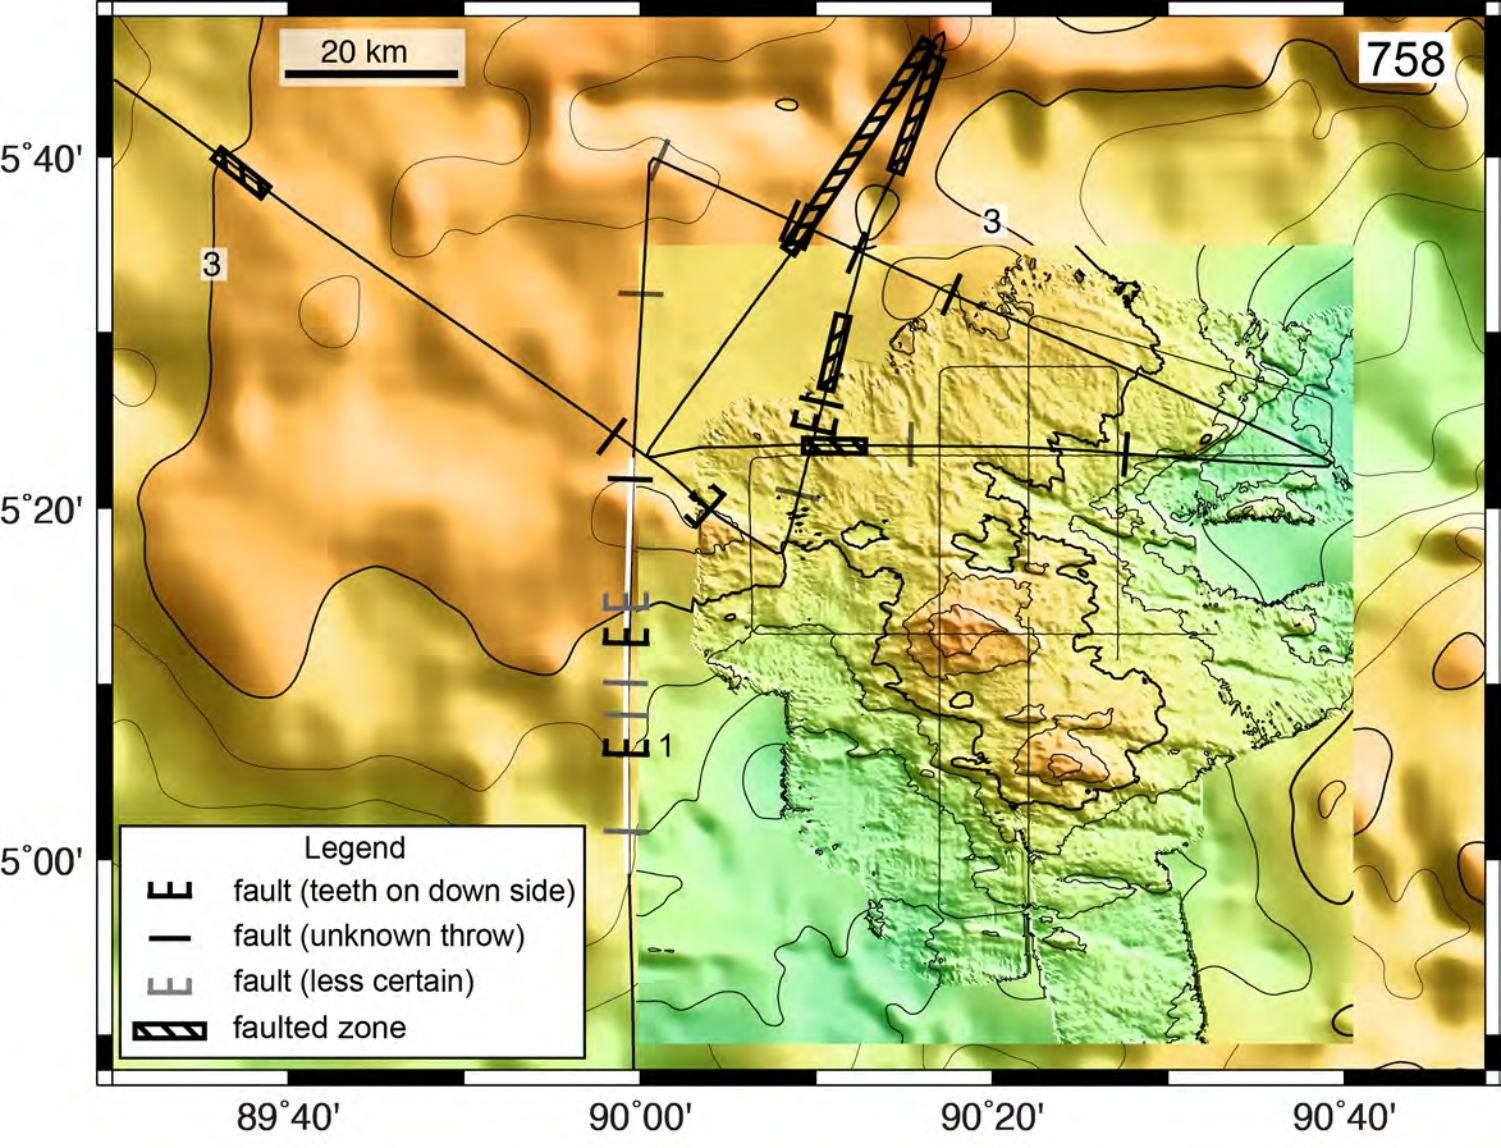 20 km
758
5˚40'
3
3
5˚20'
1
5˚00'
Legend
fault (teeth on down side)
fault (unknown throw)
fault (less certain)
faulted zone
89˚40'
90˚00'
90˚20'
90˚40'